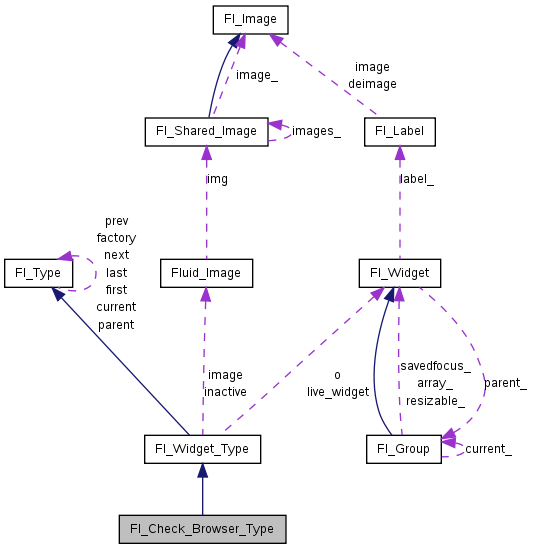 Fl_Image
image_
image
deimage
Fl_Shared_Image
images_
Fl_Label
img
label_
prev
factory
next
last
first
current
parent
Fl_Type
Fluid_Image
Fl_Widget
image
inactive
o
live_widget
savedfocus_
array_
resizable_
parent_
Fl_Widget_Type
Fl_Group
current_
Fl_Check_Browser_Type